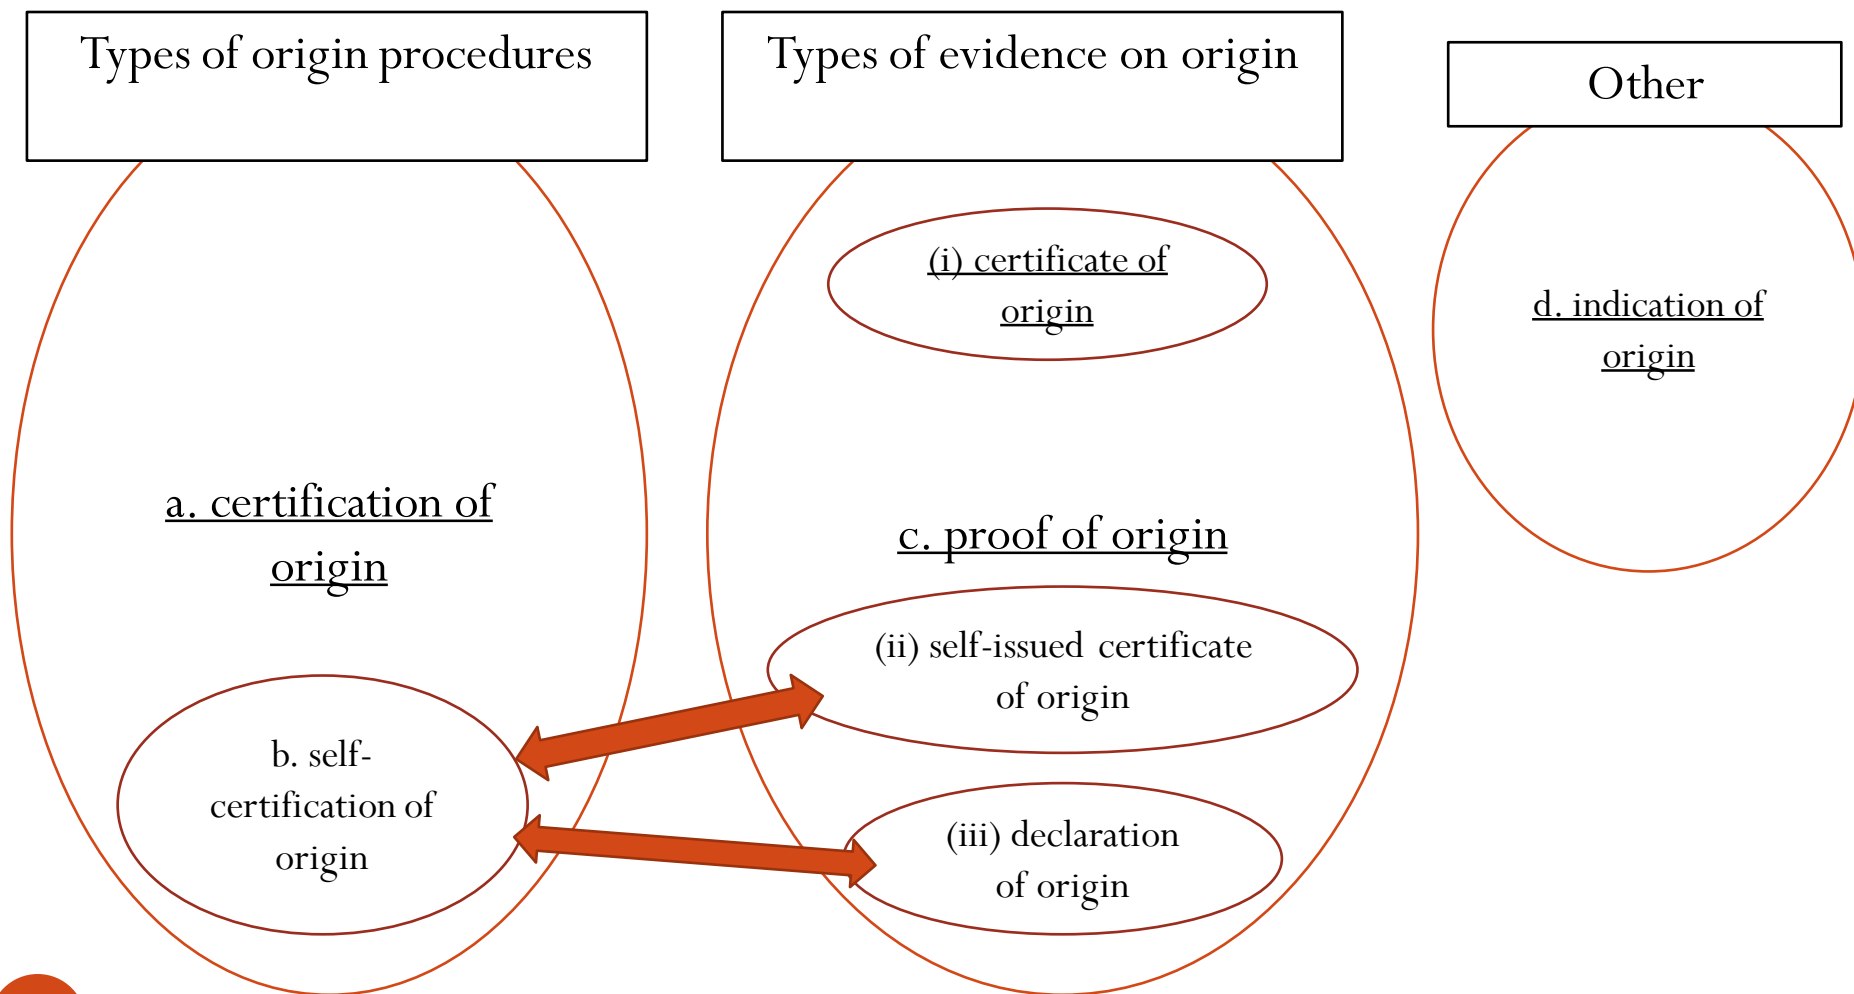 Types of origin procedures
Types of evidence on origin
Other
(i) certificate of
origin
d. indication of
origin
a. certification of
origin
c. proof of origin
(ii) self-issued certificate
of origin
b. self-
certification of
origin
(iii) declaration
of origin